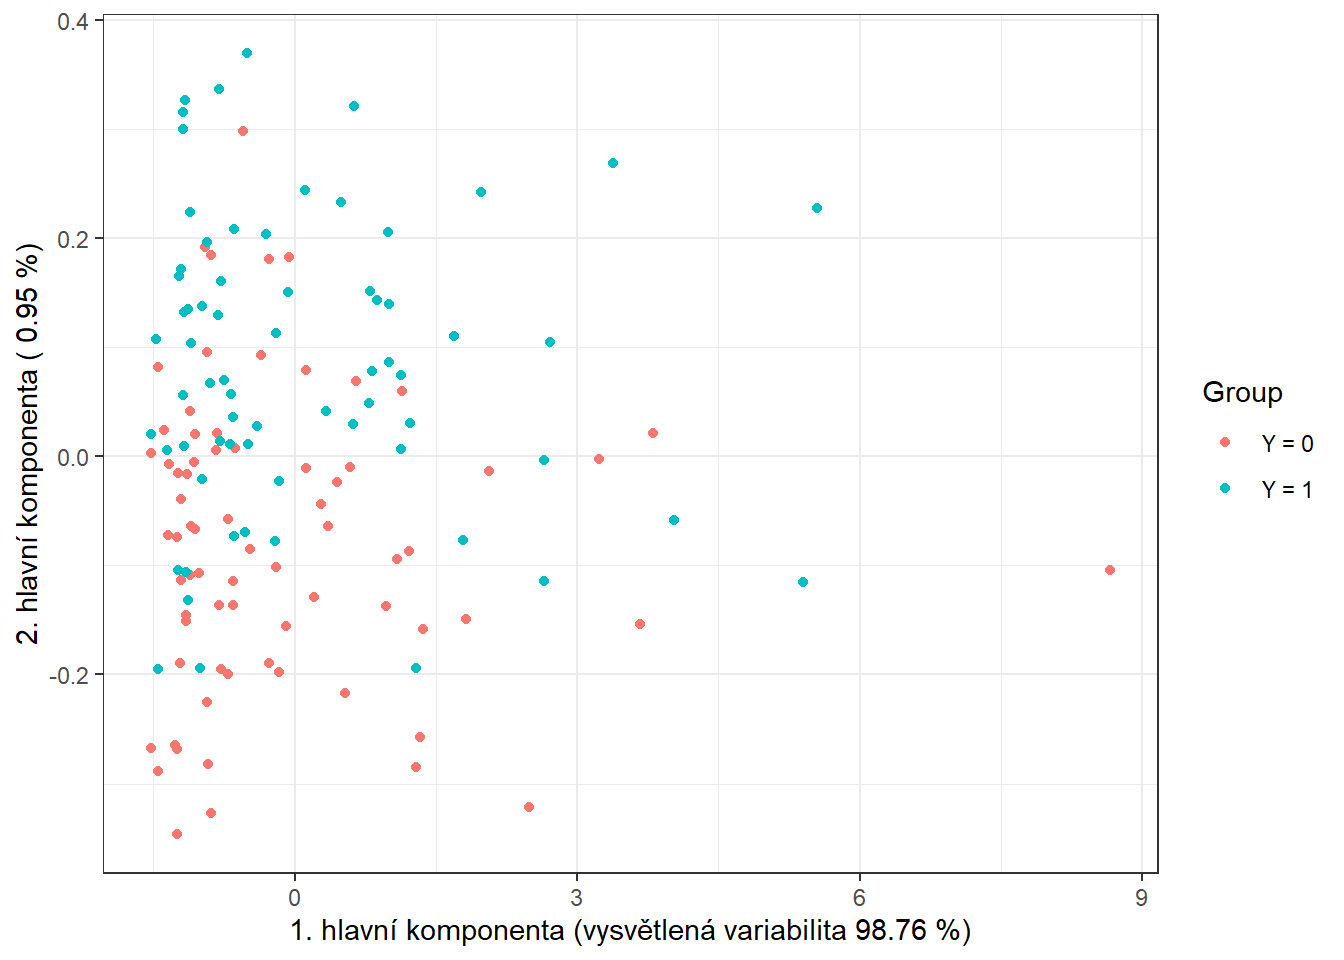 0.4
0.2
0.0
-0.2
2. hlavní komponenta ( 0.95 %)
0
3
6
9
1. hlavní komponenta (vysvětlená variabilita 98.76 %)
Group
Y = 0
Y = 1